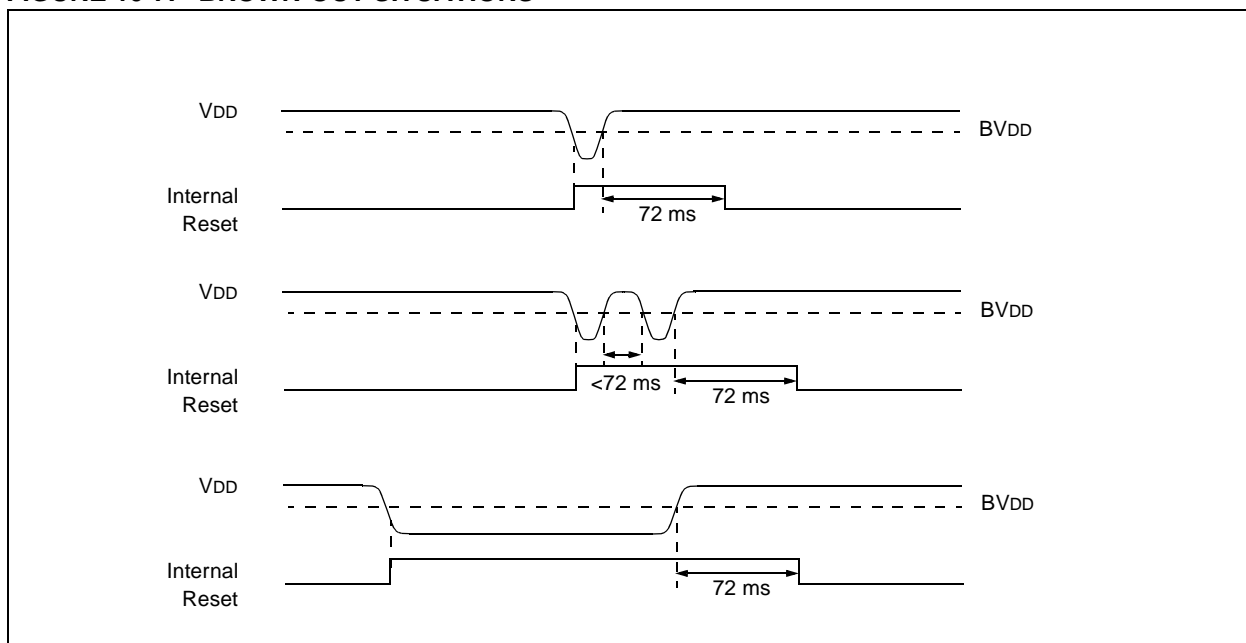 VDD
BVDD
Internal
Reset
72 ms
VDD
BVDD
Internal
Reset
<72 ms
72 ms
VDD
BVDD
Internal
Reset
72 ms